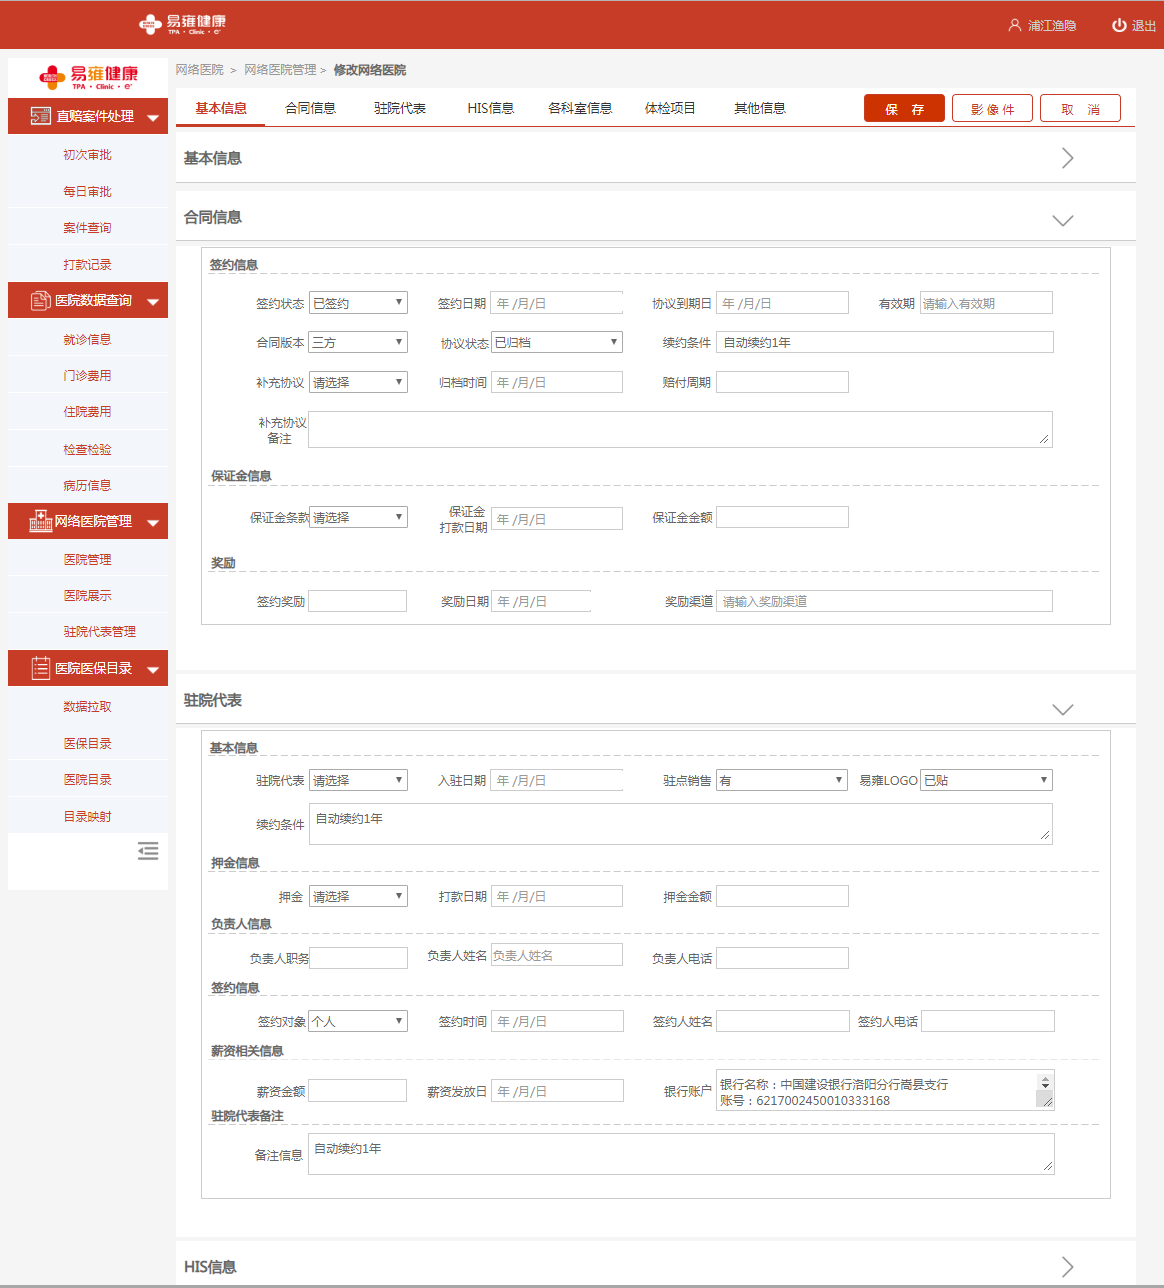 易雍健康
TPA · Clinic · e⁺
浦江渔隐
退出
易雍健康
TPA · Clinic · e⁺
网络医院 > 网络医院管理 > 修改网络医院
直赔案件处理
初次审批
每日审批
案件查询
打款记录
医院数据查询
就诊信息
门诊费用
住院费用
检查检验
病历信息
网络医院管理
医院管理
医院展示
驻院代表管理
医院医保目录
数据拉取
医保目录
医院目录
目录映射
基本信息 合同信息 驻院代表 HIS信息 各科室信息 体检项目 其他信息
保 存 影 像 件 取 消
基本信息
合同信息
签约信息
签约状态 已签约 签约日期 年 /月/日 协议到期日 年 /月/日 有效期 请输入有效期
合同版本 三方 协议状态 已归档 续约条件 自动续约1年
补充协议 请选择 归档时间 年 /月/日 赔付周期
补充协议
备注
保证金信息
保证金条款 请选择 保证金
打款日期 年 /月/日 保证金金额
奖励
签约奖励 奖励日期 年 /月/日 奖励渠道 请输入奖励渠道
驻院代表
基本信息
驻院代表 请选择 入驻日期 年 /月/日 驻点销售 有 易雍LOGO 已贴
续约条件 自动续约1年
押金信息
押金 请选择 打款日期 年 /月/日 押金金额
负责人信息
负责人职务 负责人姓名 负责人姓名 负责人电话
签约信息
签约对象 个人 签约时间 年 /月/日 签约人姓名 签约人电话
薪资相关信息
薪资金额 薪资发放日 年 /月/日 银行账户 银行名称：中国建设银行洛阳分行嵩县支行
账号：6217002450010333168
驻院代表备注
备注信息 自动续约1年
HIS信息